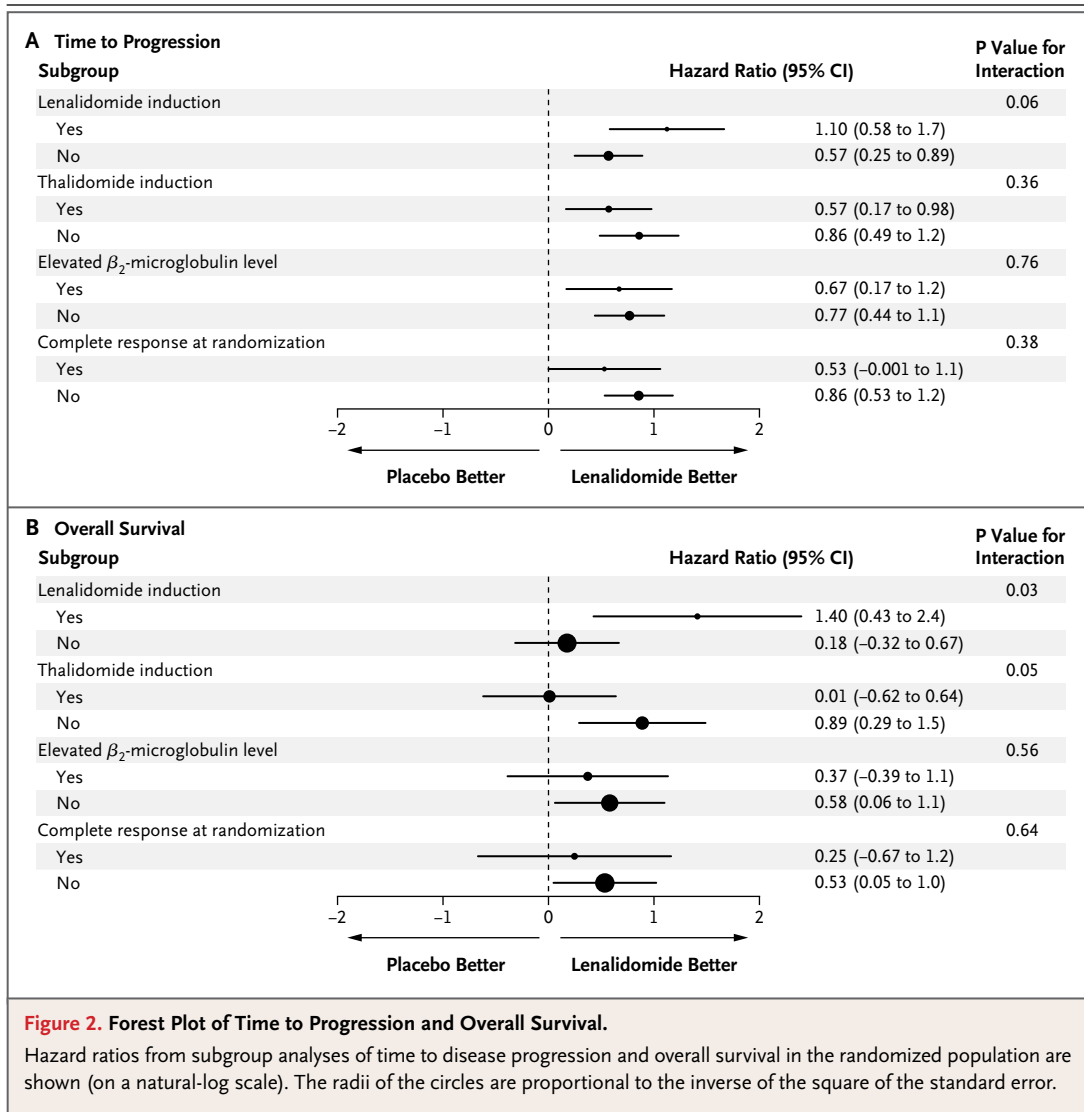 A Time to Progression
Subgroup Hazard Ratio (95% CI) P Value for Interaction
Lenalidomide induction 0.06
Yes 1.10 (0.58 to 1.7)
No 0.57 (0.25 to 0.89)
Thalidomide induction 0.36
Yes 0.57 (0.17 to 0.98)
No 0.86 (0.49 to 1.2)
Elevated β₂-microglobulin level 0.76
Yes 0.67 (0.17 to 1.2)
No 0.77 (0.44 to 1.1)
Complete response at randomization 0.38
Yes 0.53 (–0.001 to 1.1)
No 0.86 (0.53 to 1.2)
–2 –1 0 1 2
Placebo Better Lenalidomide Better
B Overall Survival
Subgroup Hazard Ratio (95% CI) P Value for Interaction
Lenalidomide induction 0.03
Yes 1.40 (0.43 to 2.4)
No 0.18 (–0.32 to 0.67)
Thalidomide induction 0.05
Yes 0.01 (–0.62 to 0.64)
No 0.89 (0.29 to 1.5)
Elevated β₂-microglobulin level 0.56
Yes 0.37 (–0.39 to 1.1)
No 0.58 (0.06 to 1.1)
Complete response at randomization 0.64
Yes 0.25 (–0.67 to 1.2)
No 0.53 (0.05 to 1.0)
–2 –1 0 1 2
Placebo Better Lenalidomide Better
Figure 2. Forest Plot of Time to Progression and Overall Survival.
Hazard ratios from subgroup analyses of time to disease progression and overall survival in the randomized population are
shown (on a natural-log scale). The radii of the circles are proportional to the inverse of the square of the standard error.